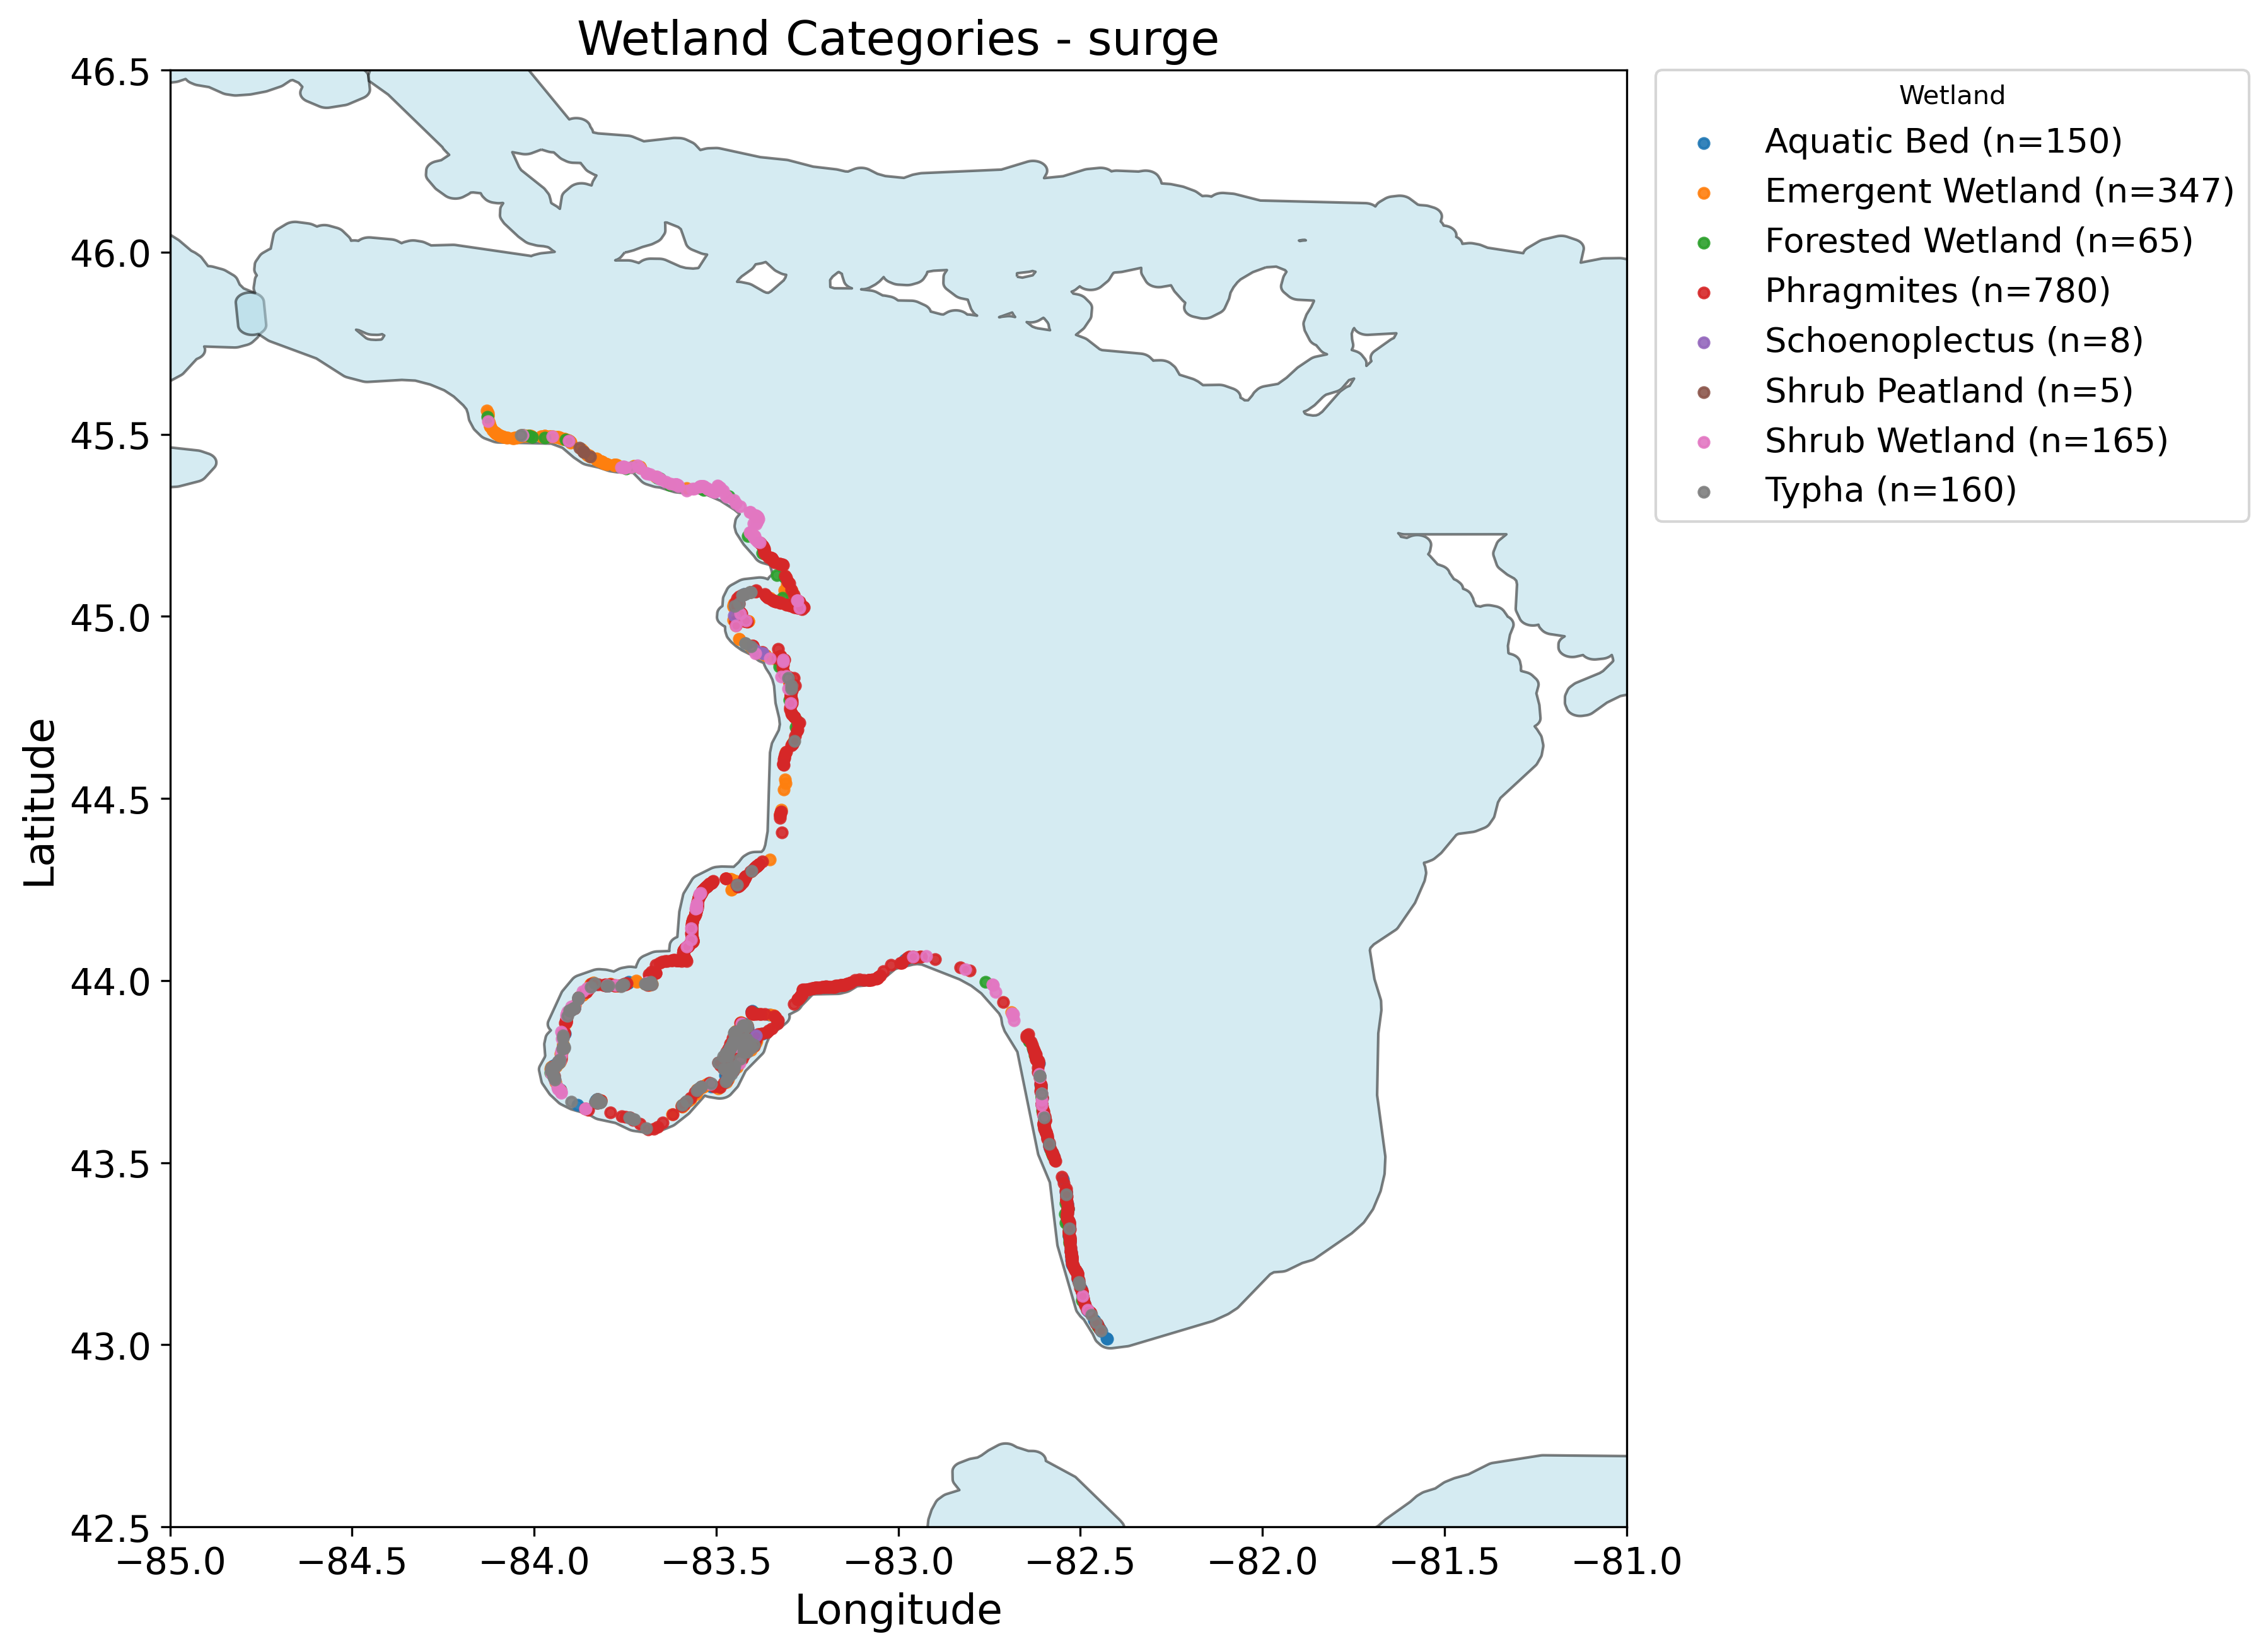 Wetland Categories - surge
46.5
46.0
45.5
45.0
44.5
44.0
43.5
43.0
42.5
Latitude
−85.0 −84.5 −84.0 −83.5 −83.0 −82.5 −82.0 −81.5 −81.0
Longitude
Wetland
Aquatic Bed (n=150)
Emergent Wetland (n=347)
Forested Wetland (n=65)
Phragmites (n=780)
Schoenoplectus (n=8)
Shrub Peatland (n=5)
Shrub Wetland (n=165)
Typha (n=160)